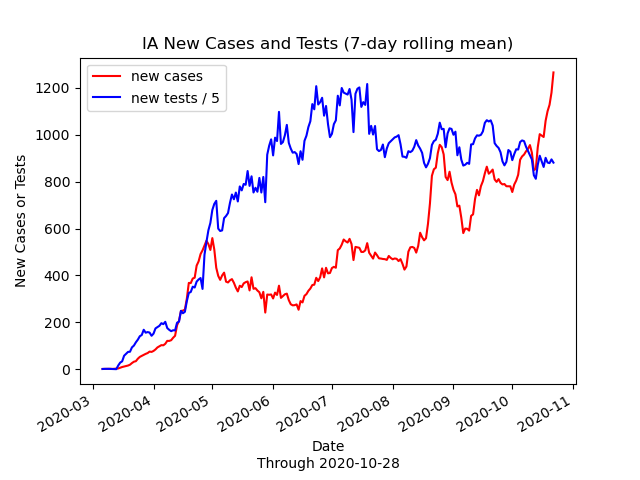 IA New Cases and Tests (7-day rolling mean)
new cases
new tests / 5
New Cases or Tests
1200
1000
800
600
400
200
0
2020-03
2020-04
2020-05
2020-06
2020-07
2020-08
2020-09
2020-10
2020-11
Date
Through 2020-10-28